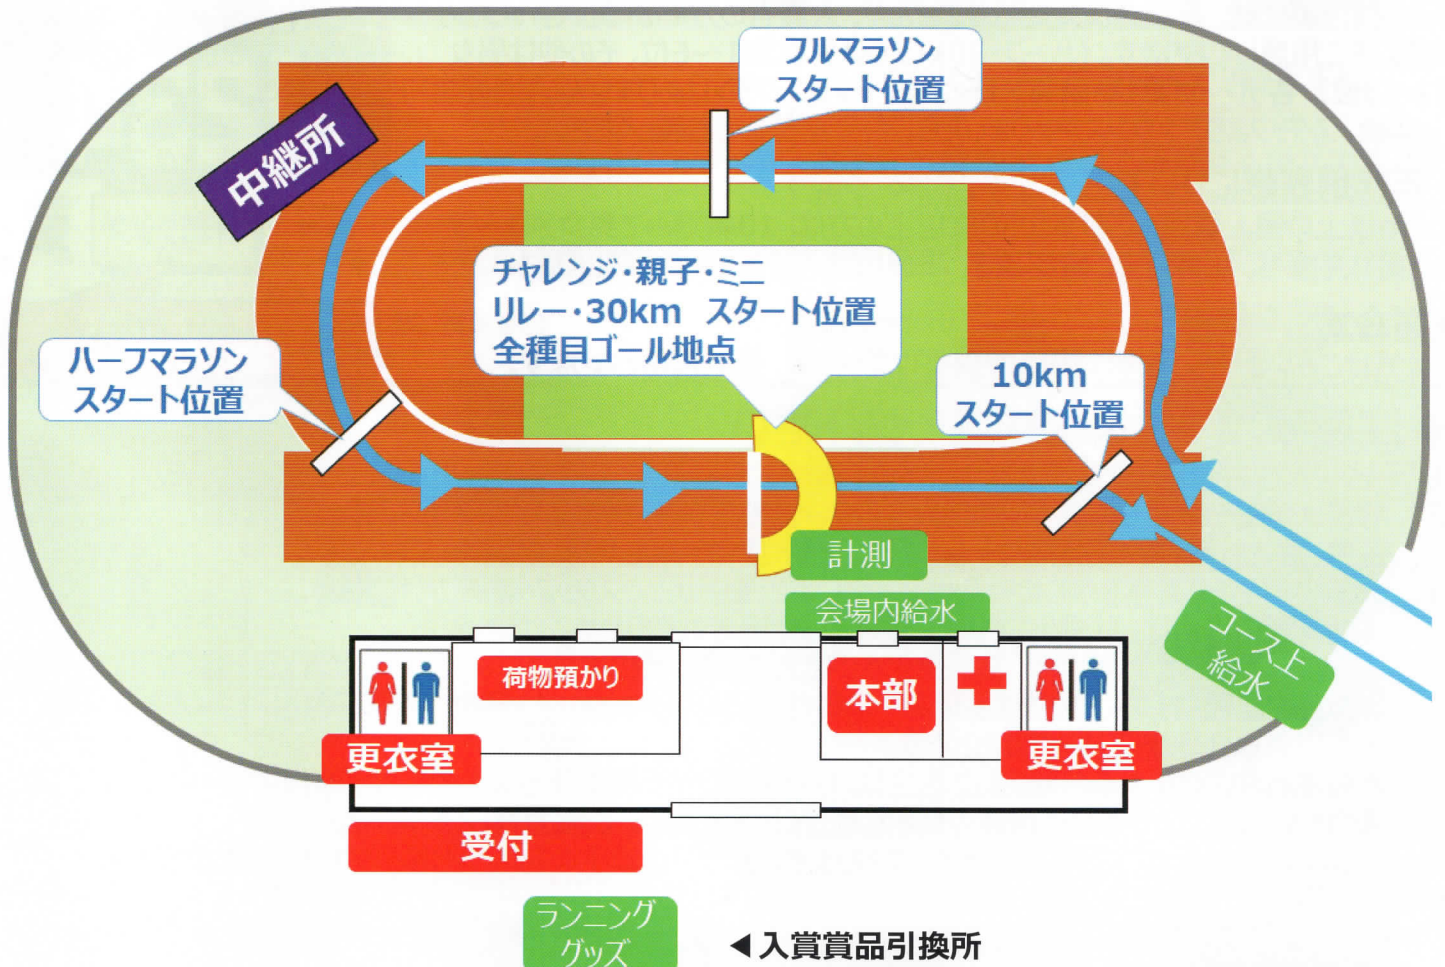 フルマラソン
スタート位置
中継所
チャレンジ・親子・ミニ
リレー・30km スタート位置
全種目ゴール地点
ハーフマラソン
スタート位置
10km
スタート位置
計測
会場内給水
コース上
給水
荷物預かり
本部
更衣室
更衣室
受付
ランニング
グッズ
◀入賞賞品引換所